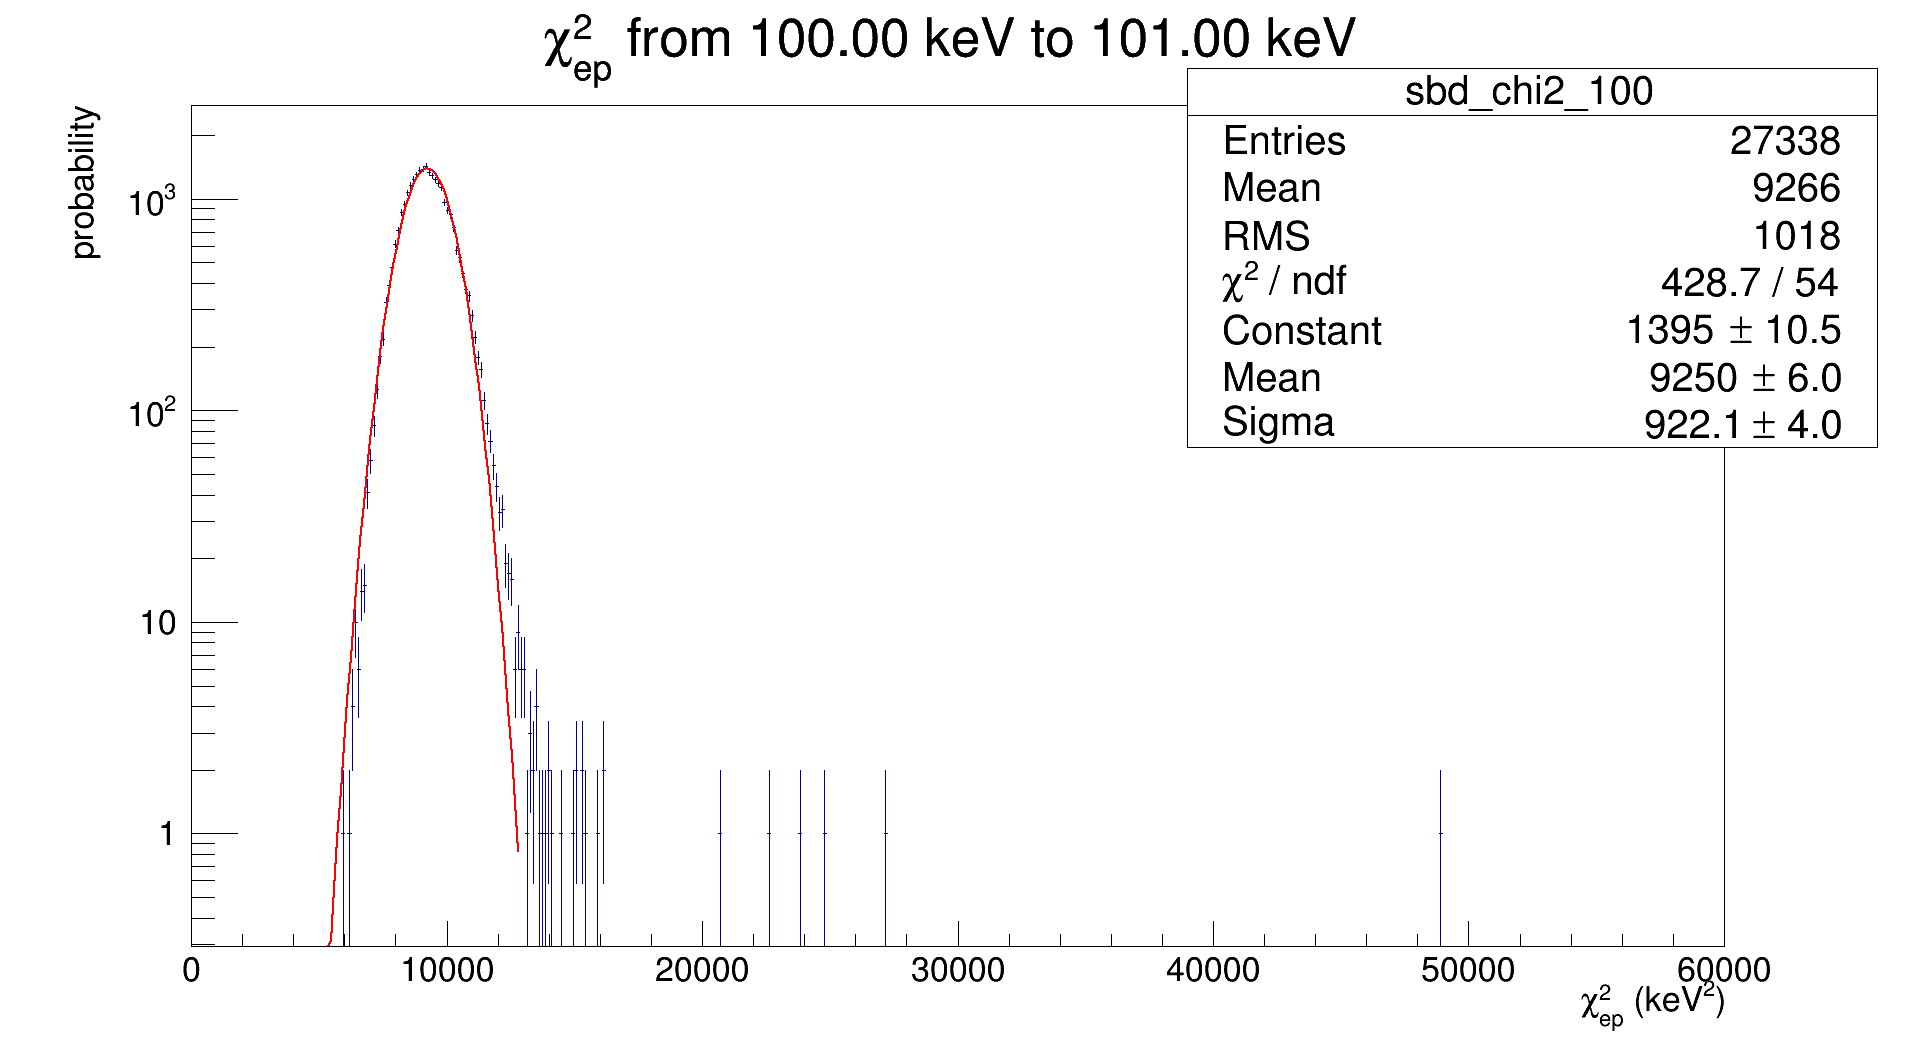 χ²ep from 100.00 keV to 101.00 keV
sbd_chi2_100
Entries 27338
Mean 9266
RMS 1018
χ² / ndf 428.7 / 54
Constant 1395 ± 10.5
Mean 9250 ± 6.0
Sigma 922.1 ± 4.0
probability
10³
10²
10
1
0 10000 20000 30000 40000 50000 60000
χ²ep (keV²)